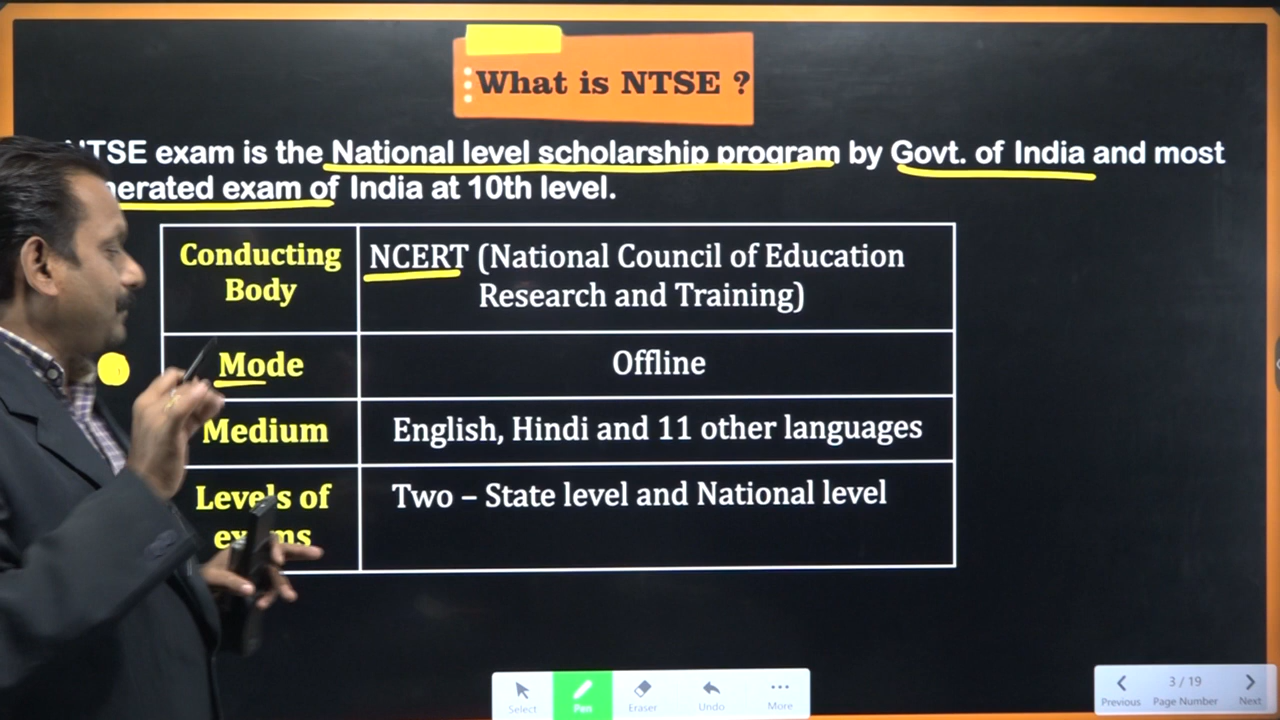 What is NTSE ?
NTSE exam is the National level scholarship program by Govt. of India and most
exam of India at 10th level.
Conducting Body
NCERT (National Council of Education Research and Training)
Mode
Offline
Medium
English, Hindi and 11 other languages
Levels of exams
Two – State level and National level
Select
Pen
Eraser
Undo
More
Previous
3 / 19
Page Number
Next